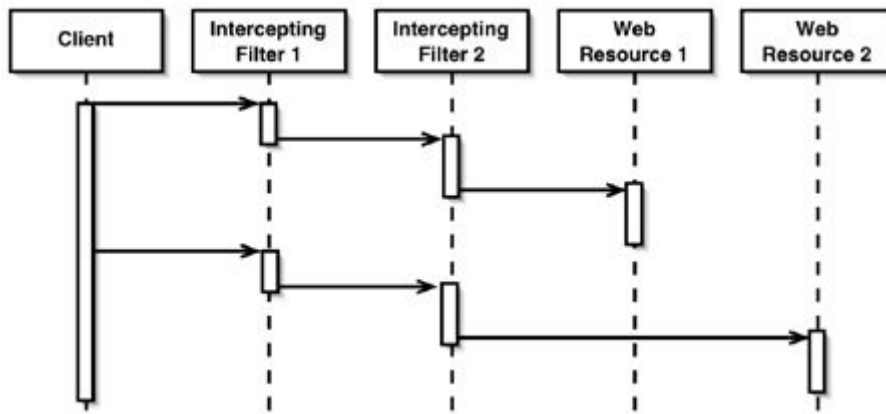 Client
Intercepting
Filter 1
Intercepting
Filter 2
Web
Resource 1
Web
Resource 2